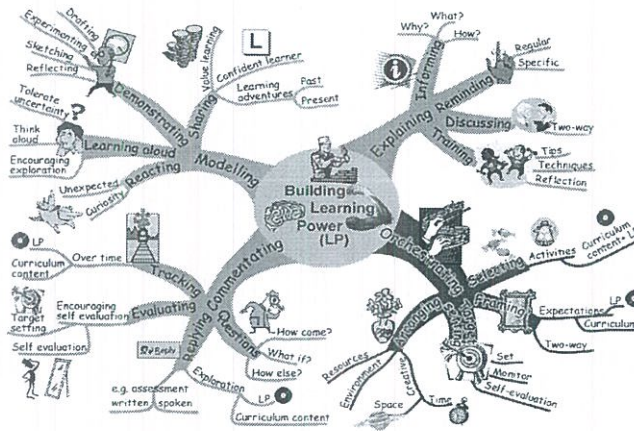 Building
Learning
Power
(LP)
Modelling
Demonstrating
Drafting
Experimenting
Sketching
Reflecting
Sharing
Value learning
L
Confident learner
Learning adventures
Past
Present
Learning aloud
Tolerate
uncertainty
?
Think
aloud
Encouraging
exploration
Reacting
Unexpected
Curiosity
Explaining
Informing
Why?
What?
How?
i
Reminding
Regular
Specific
Discussing
Two-way
Training
Tips
Techniques
Reflection
Orchestrating
Selecting
Activities
Curriculum
Framing
Expectations
LP
Curriculum
Two-way
Target
Set
Monitor
Self-evaluation
Arranging
Resources
Environment
Creative
Space
Time
Commentating
Tracking
Over time
LP
Curriculum
content
Evaluating
Encouraging
self evaluation
Target
setting
Self evaluation
Replying
e.g. assessment
written
spoken
Exploration
LP
Curriculum content
Questions
How come?
What if?
How else?